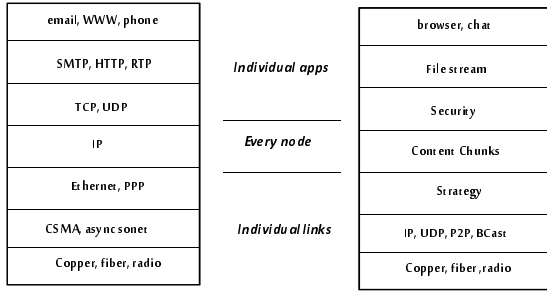 email, WWW, phone
SMTP, HTTP, RTP
TCP, UDP
IP
Ethernet, PPP
CSMA, async sonet
Copper, fiber, radio
Individual apps
Every node
Individual links
browser, chat
File stream
Security
Content Chunks
Strategy
IP, UDP, P2P, BCast
Copper, fiber,radio